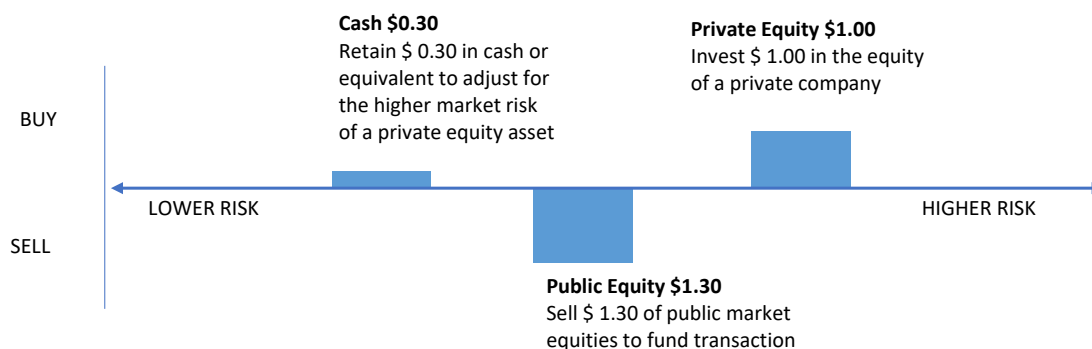 Cash $0.30
Retain $ 0.30 in cash or
equivalent to adjust for
the higher market risk
of a private equity asset
Private Equity $1.00
Invest $ 1.00 in the equity
of a private company
BUY
LOWER RISK
HIGHER RISK
SELL
Public Equity $1.30
Sell $ 1.30 of public market
equities to fund transaction